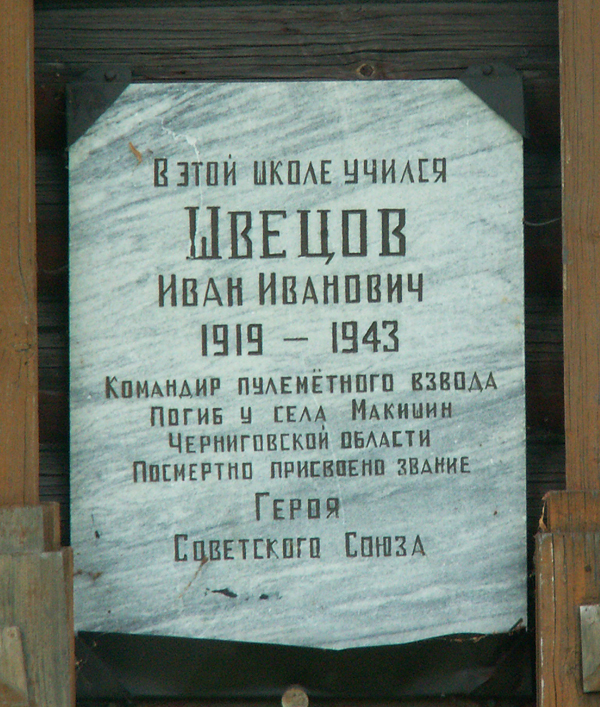 В этой школе учился
Швецов
Иван Иванович
1919 — 1943
Командир пулемётного взвода
Погиб у села Макишин
Черниговской области
Посмертно присвоено звание
Героя
Советского Союза